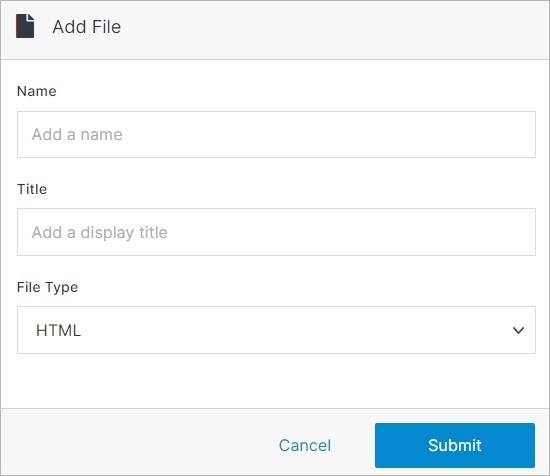 Add File
Name
Add a name
Title
Add a display title
File Type
HTML
Cancel Submit